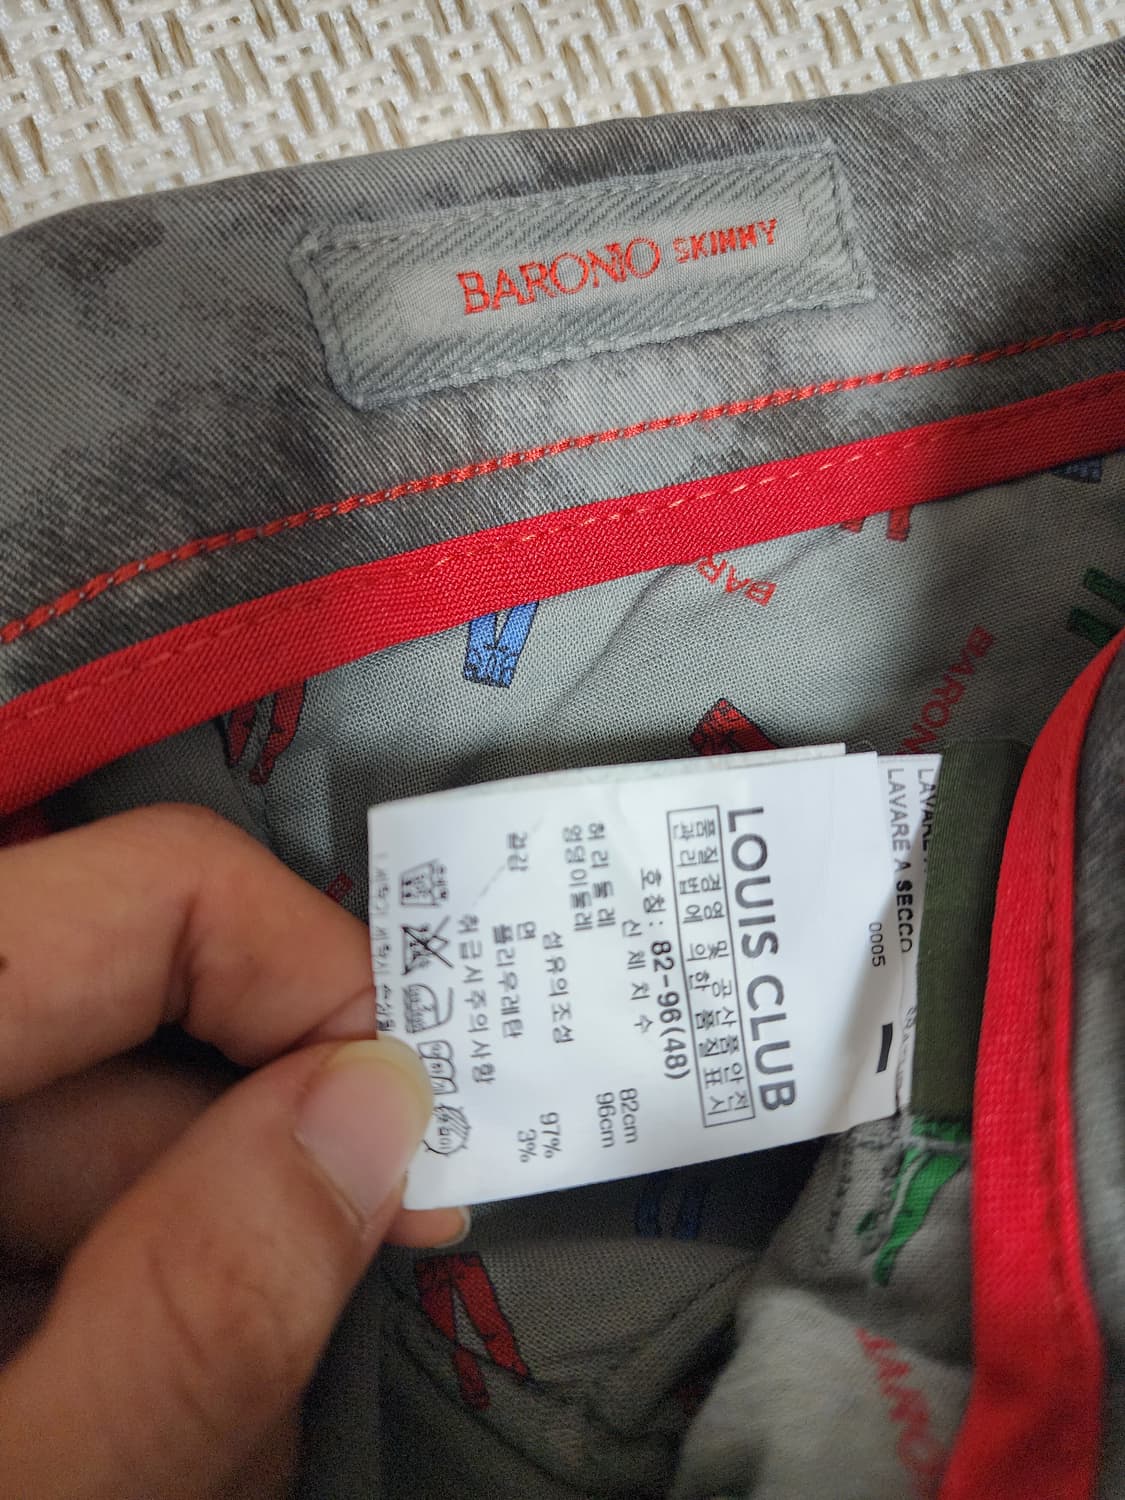 BARONIO SKINNY
BARON
BAR
LOUIS CLUB
품질경영 및 공산품안전
관리법에 의한 품질표시
호칭: 82-96(48)
신 체 치 수
허리둘레 82cm
엉덩이둘레 96cm
섬유의조성
겉감 면 97%
폴리우레탄 3%
취급시주의사항
LAVARE A SECCO
0005